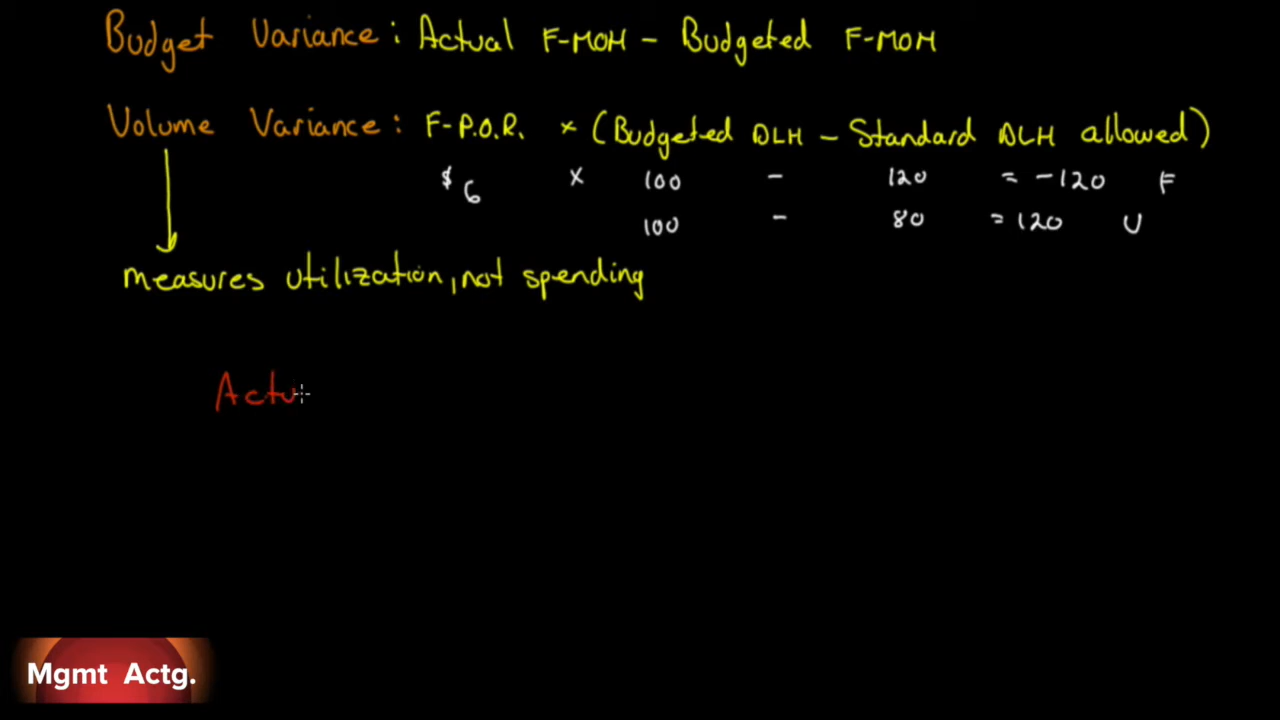 Budget Variance: Actual F-MOH - Budgeted F-MOH
Volume Variance: F-P.O.R. × (Budgeted DLH - Standard DLH allowed)
$6 × 100 - 120 = -120 F
100 - 80 = 120 U
measures utilization, not spending
Actu
Mgmt Actg.